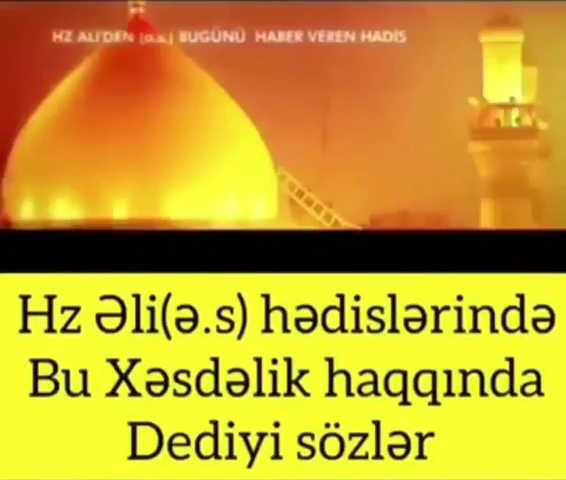 HZ ALİ'DEN (a.s.) BUGÜNÜ HABER VEREN HADİS
Hz Əli(ə.s) hədislərində
Bu Xəsdəlik haqqında
Dediyi sözlər